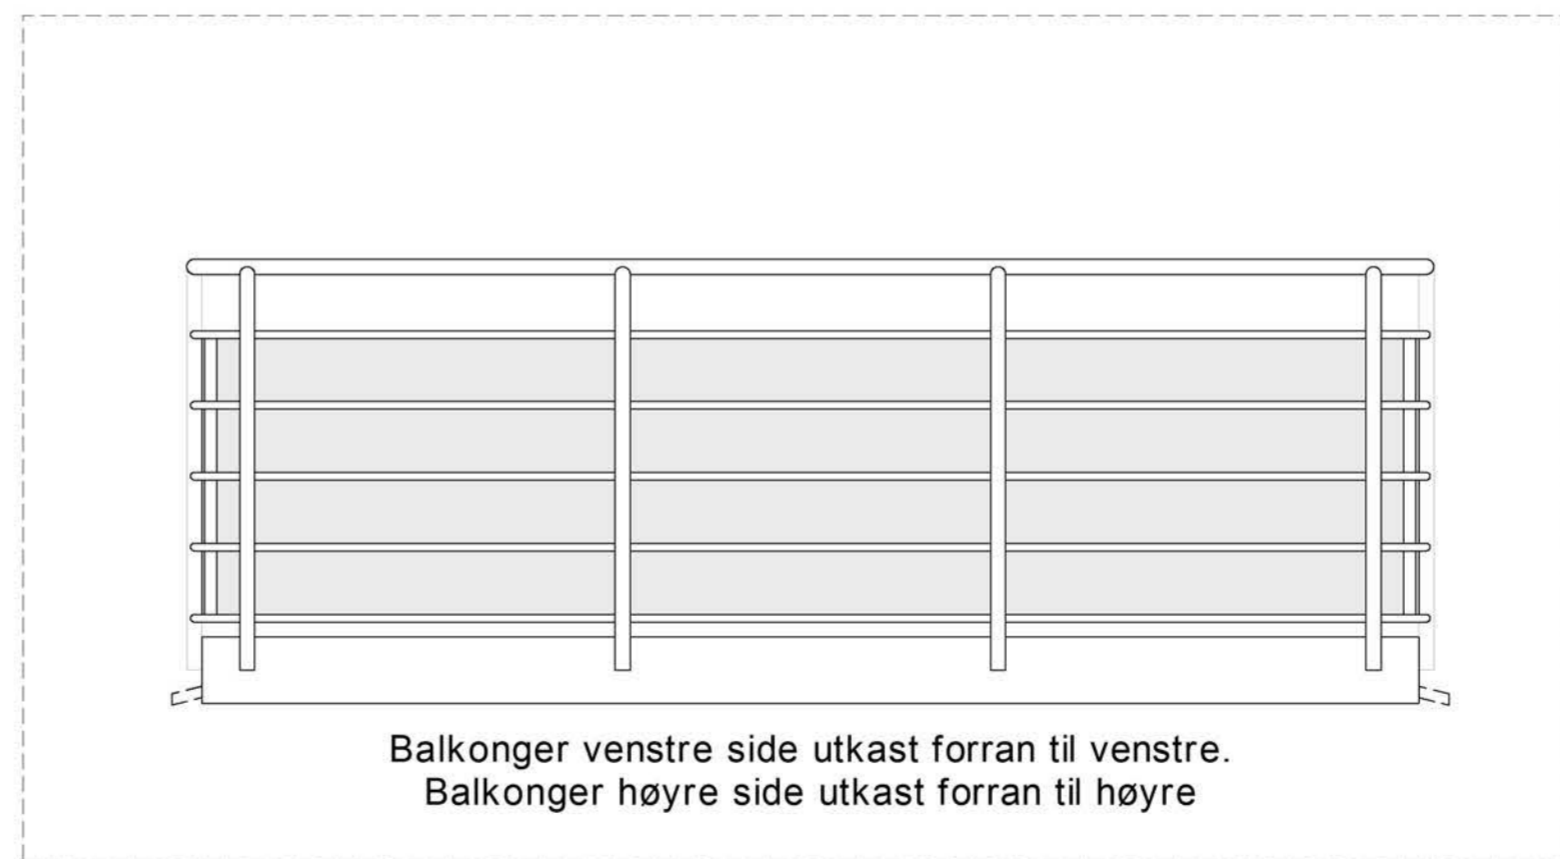 Balkonger venstre side utkast forran til venstre.
Balkonger høyre side utkast forran til høyre